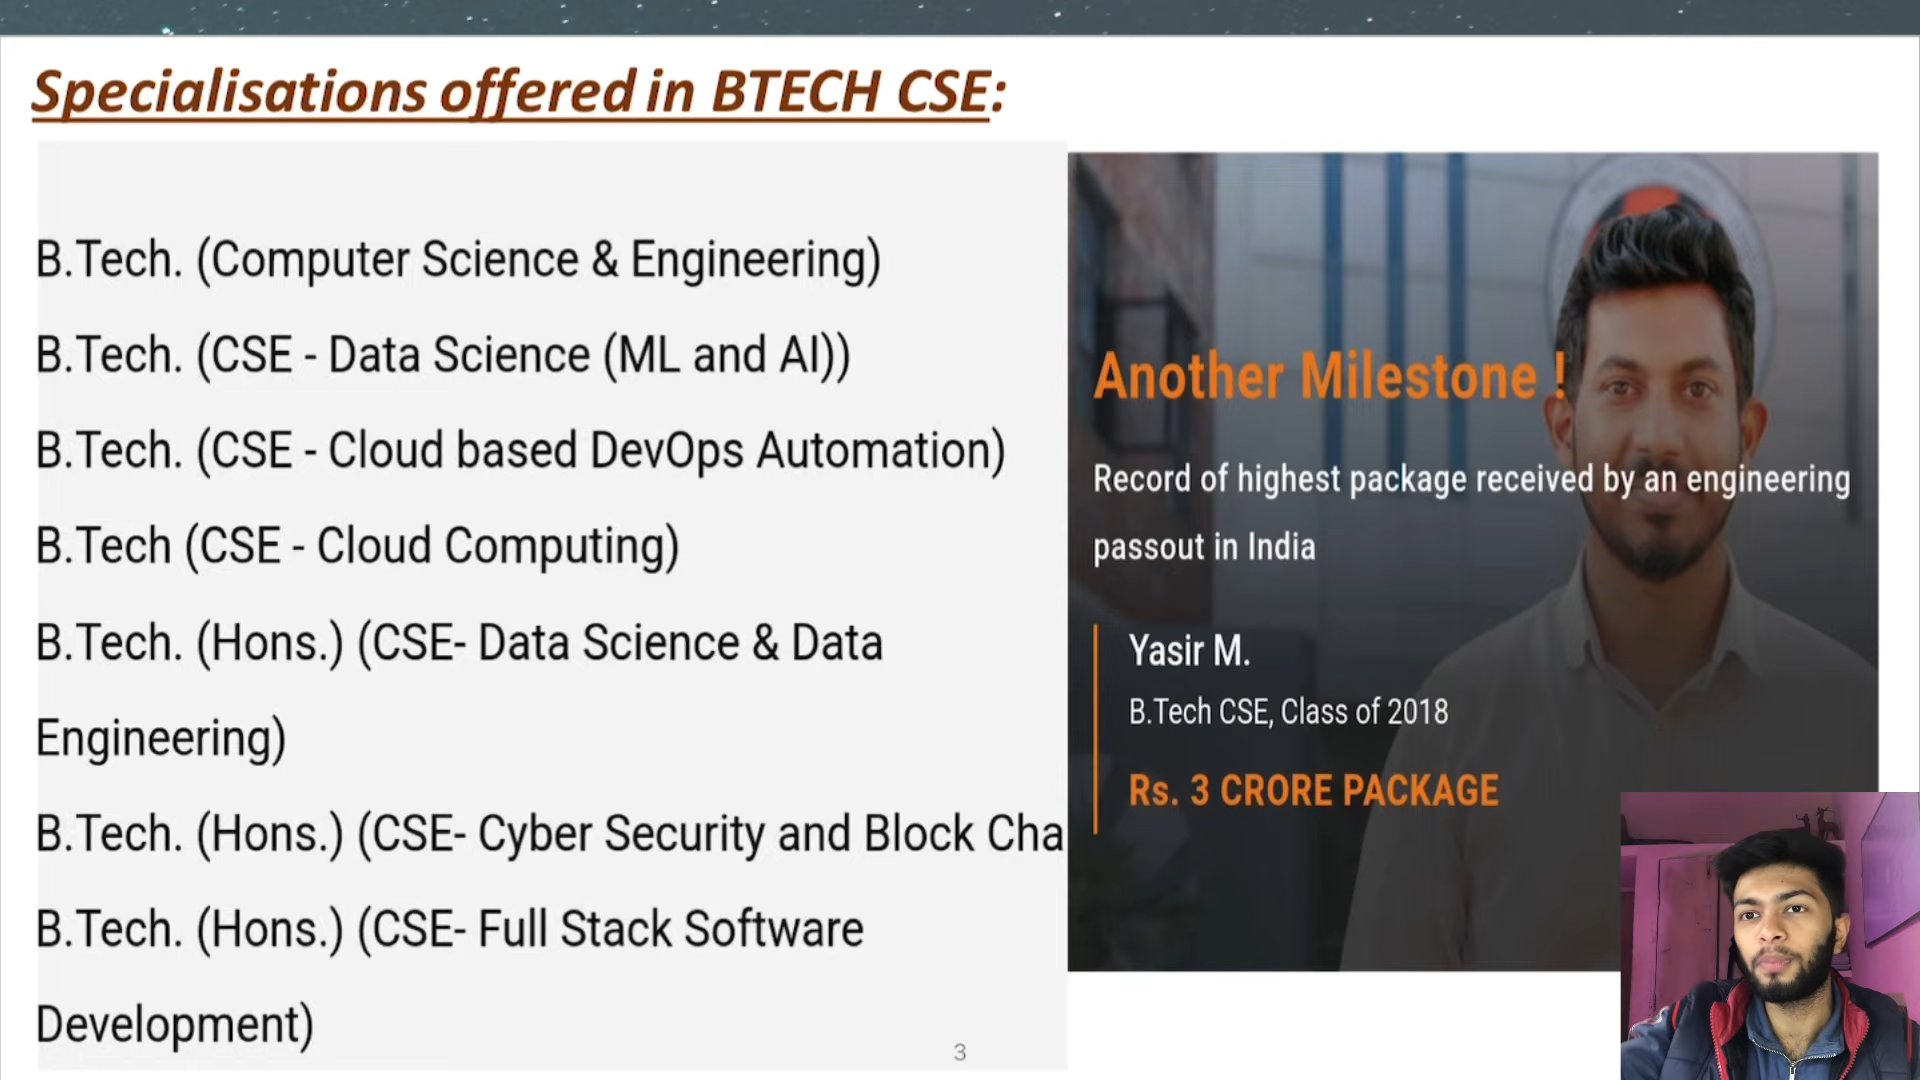 Specialisations offered in BTECH CSE:
B.Tech. (Computer Science & Engineering)
B.Tech. (CSE - Data Science (ML and AI))
B.Tech. (CSE - Cloud based DevOps Automation)
B.Tech (CSE - Cloud Computing)
B.Tech. (Hons.) (CSE- Data Science & Data
Engineering)
B.Tech. (Hons.) (CSE- Cyber Security and Block Cha
B.Tech. (Hons.) (CSE- Full Stack Software
Development)
Another Milestone !
Record of highest package received by an engineering
passout in India
Yasir M.
B.Tech CSE, Class of 2018
Rs. 3 CRORE PACKAGE
3